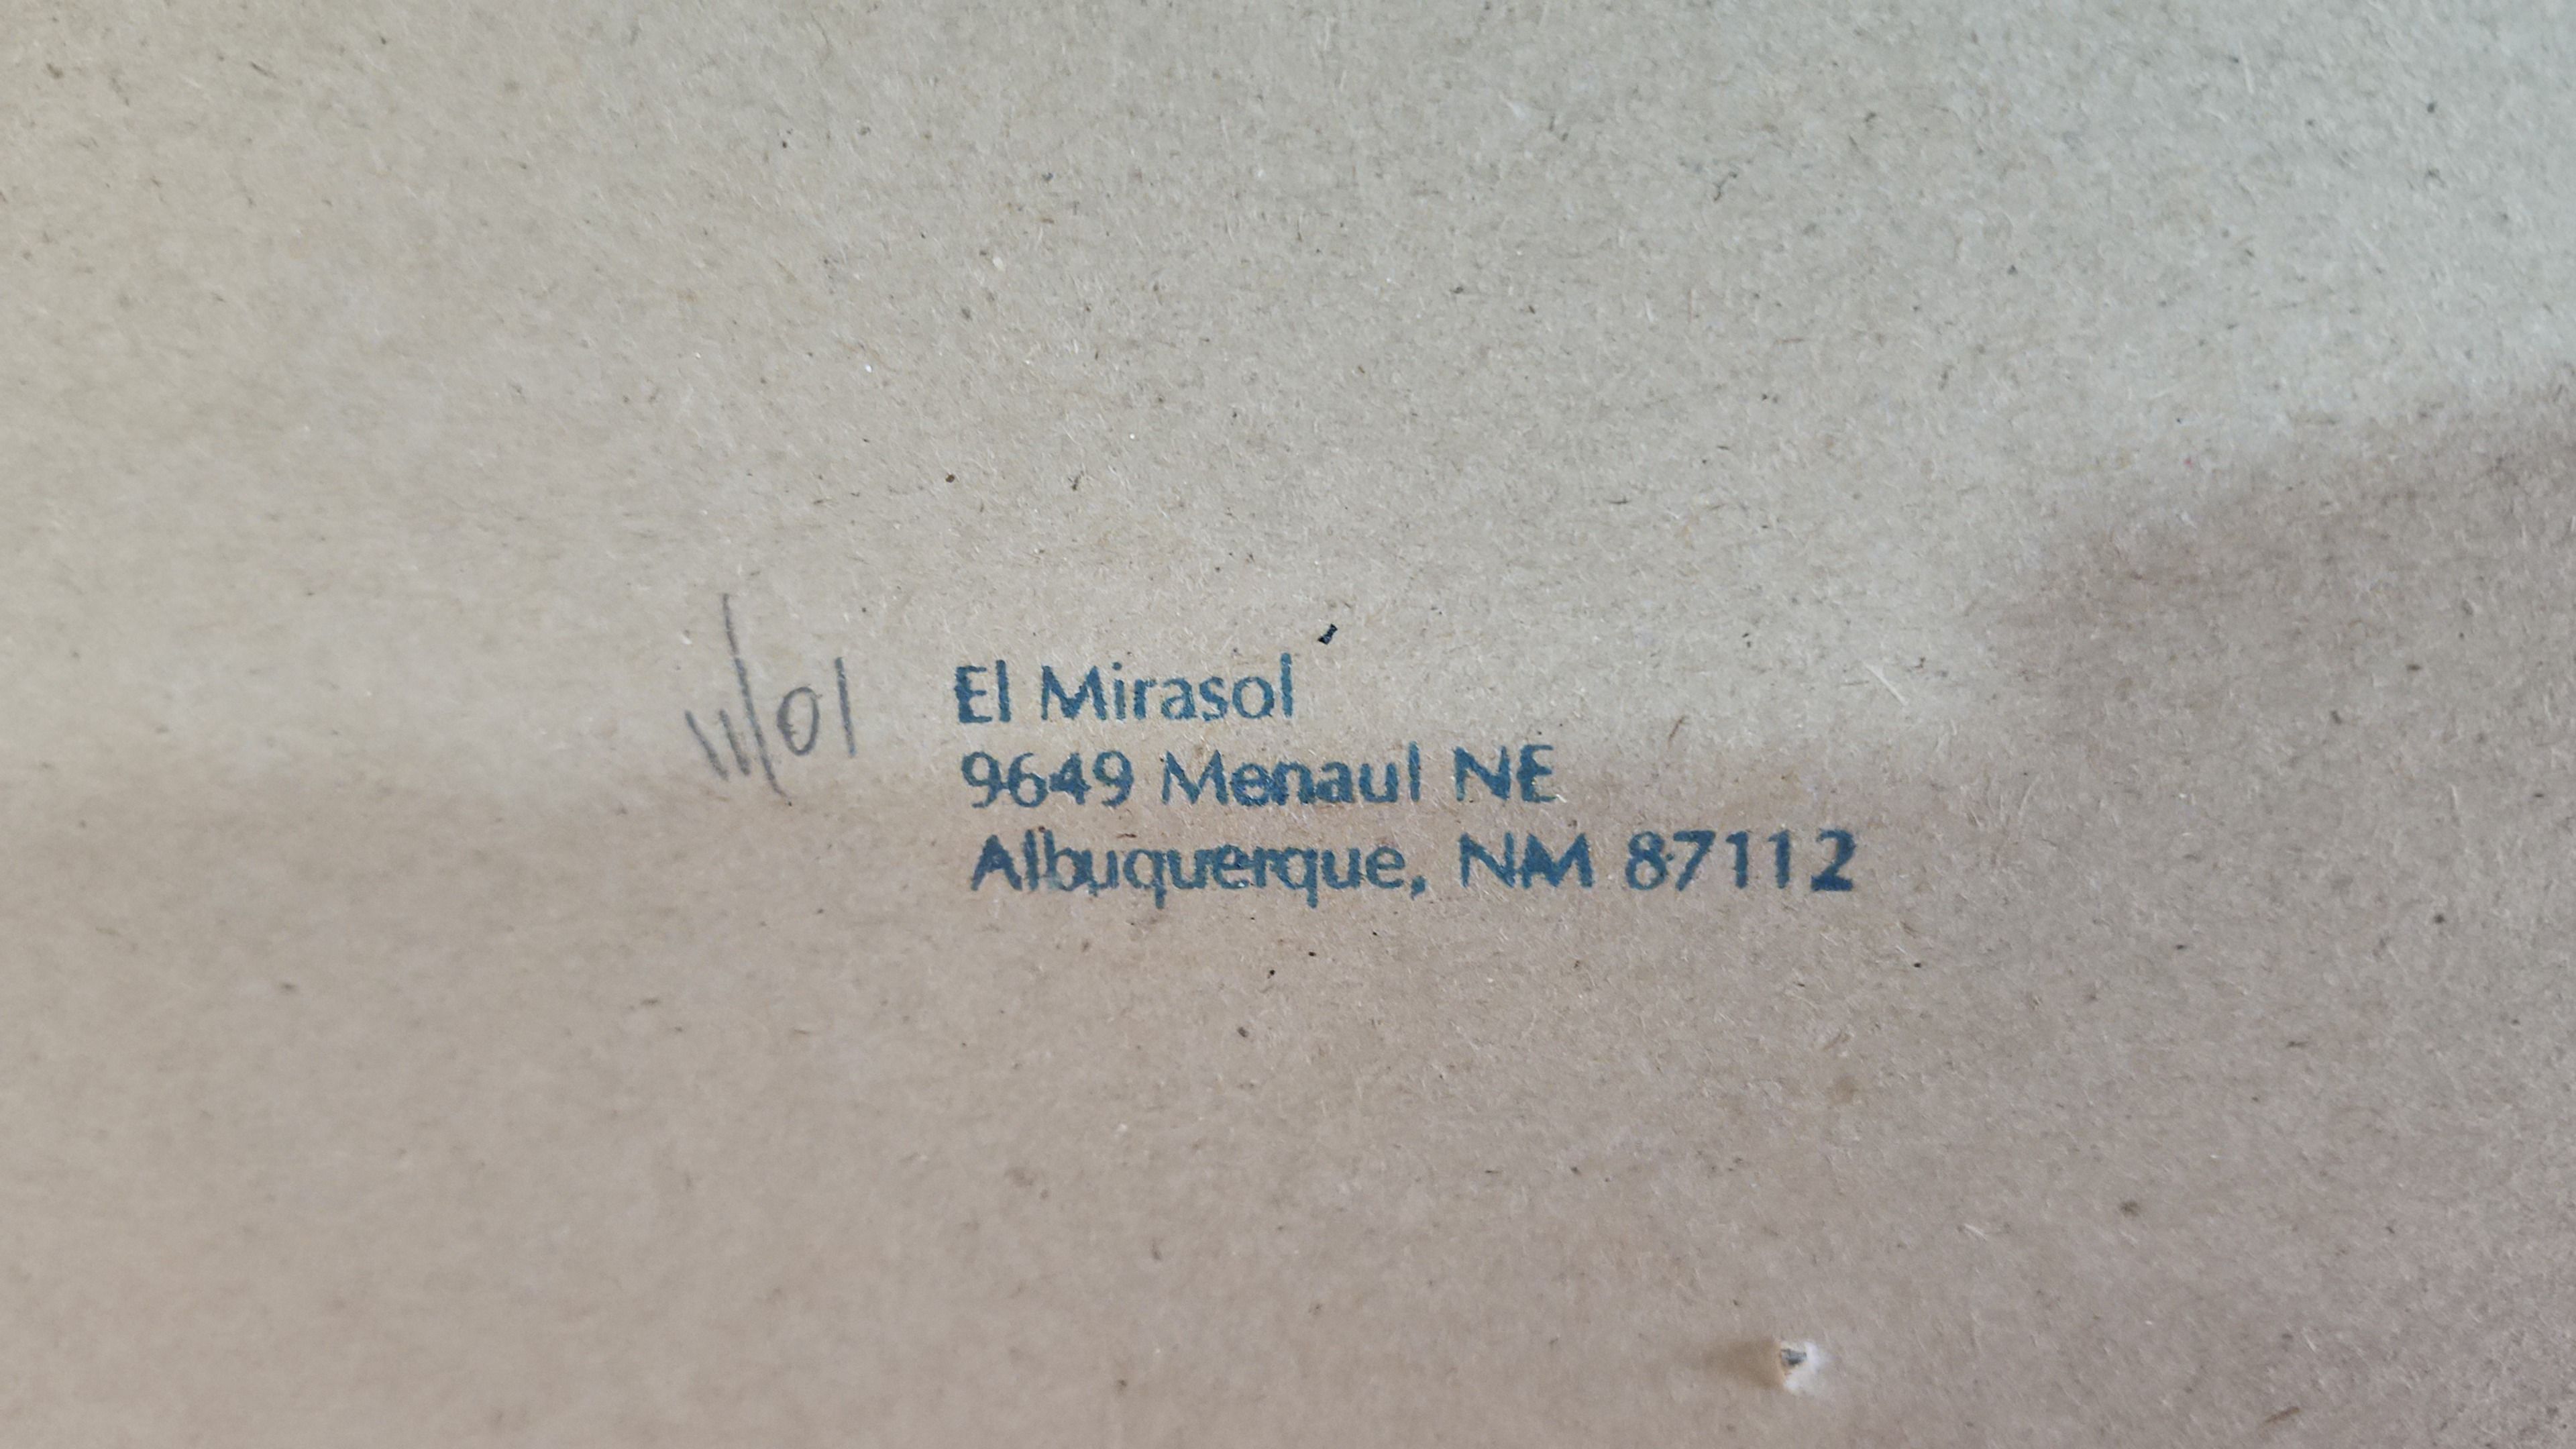 11/01
El Mirasol
9649 Menaul NE
Albuquerque, NM 87112